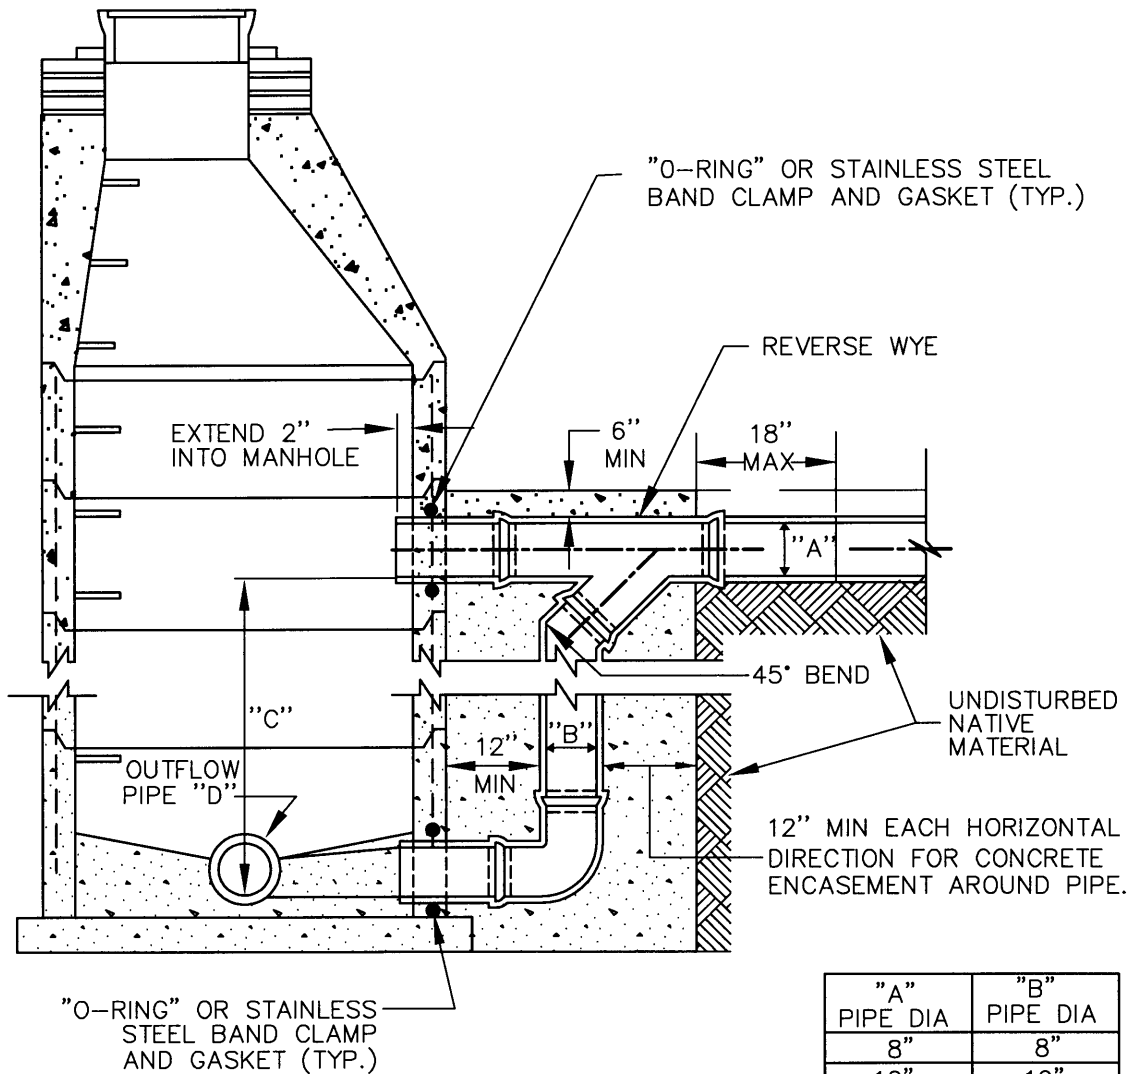 "O-RING" OR STAINLESS STEEL
BAND CLAMP AND GASKET (TYP.)
REVERSE WYE
EXTEND 2"
INTO MANHOLE
6"
MIN
18"
MAX
"A"
45° BEND
"C"
"B"
12"
MIN
UNDISTURBED
NATIVE
MATERIAL
OUTFLOW
PIPE "D"
12" MIN EACH HORIZONTAL
DIRECTION FOR CONCRETE
ENCASEMENT AROUND PIPE.
"O-RING" OR STAINLESS
STEEL BAND CLAMP
AND GASKET (TYP.)
"A" "B"
PIPE DIA PIPE DIA
8" 8"